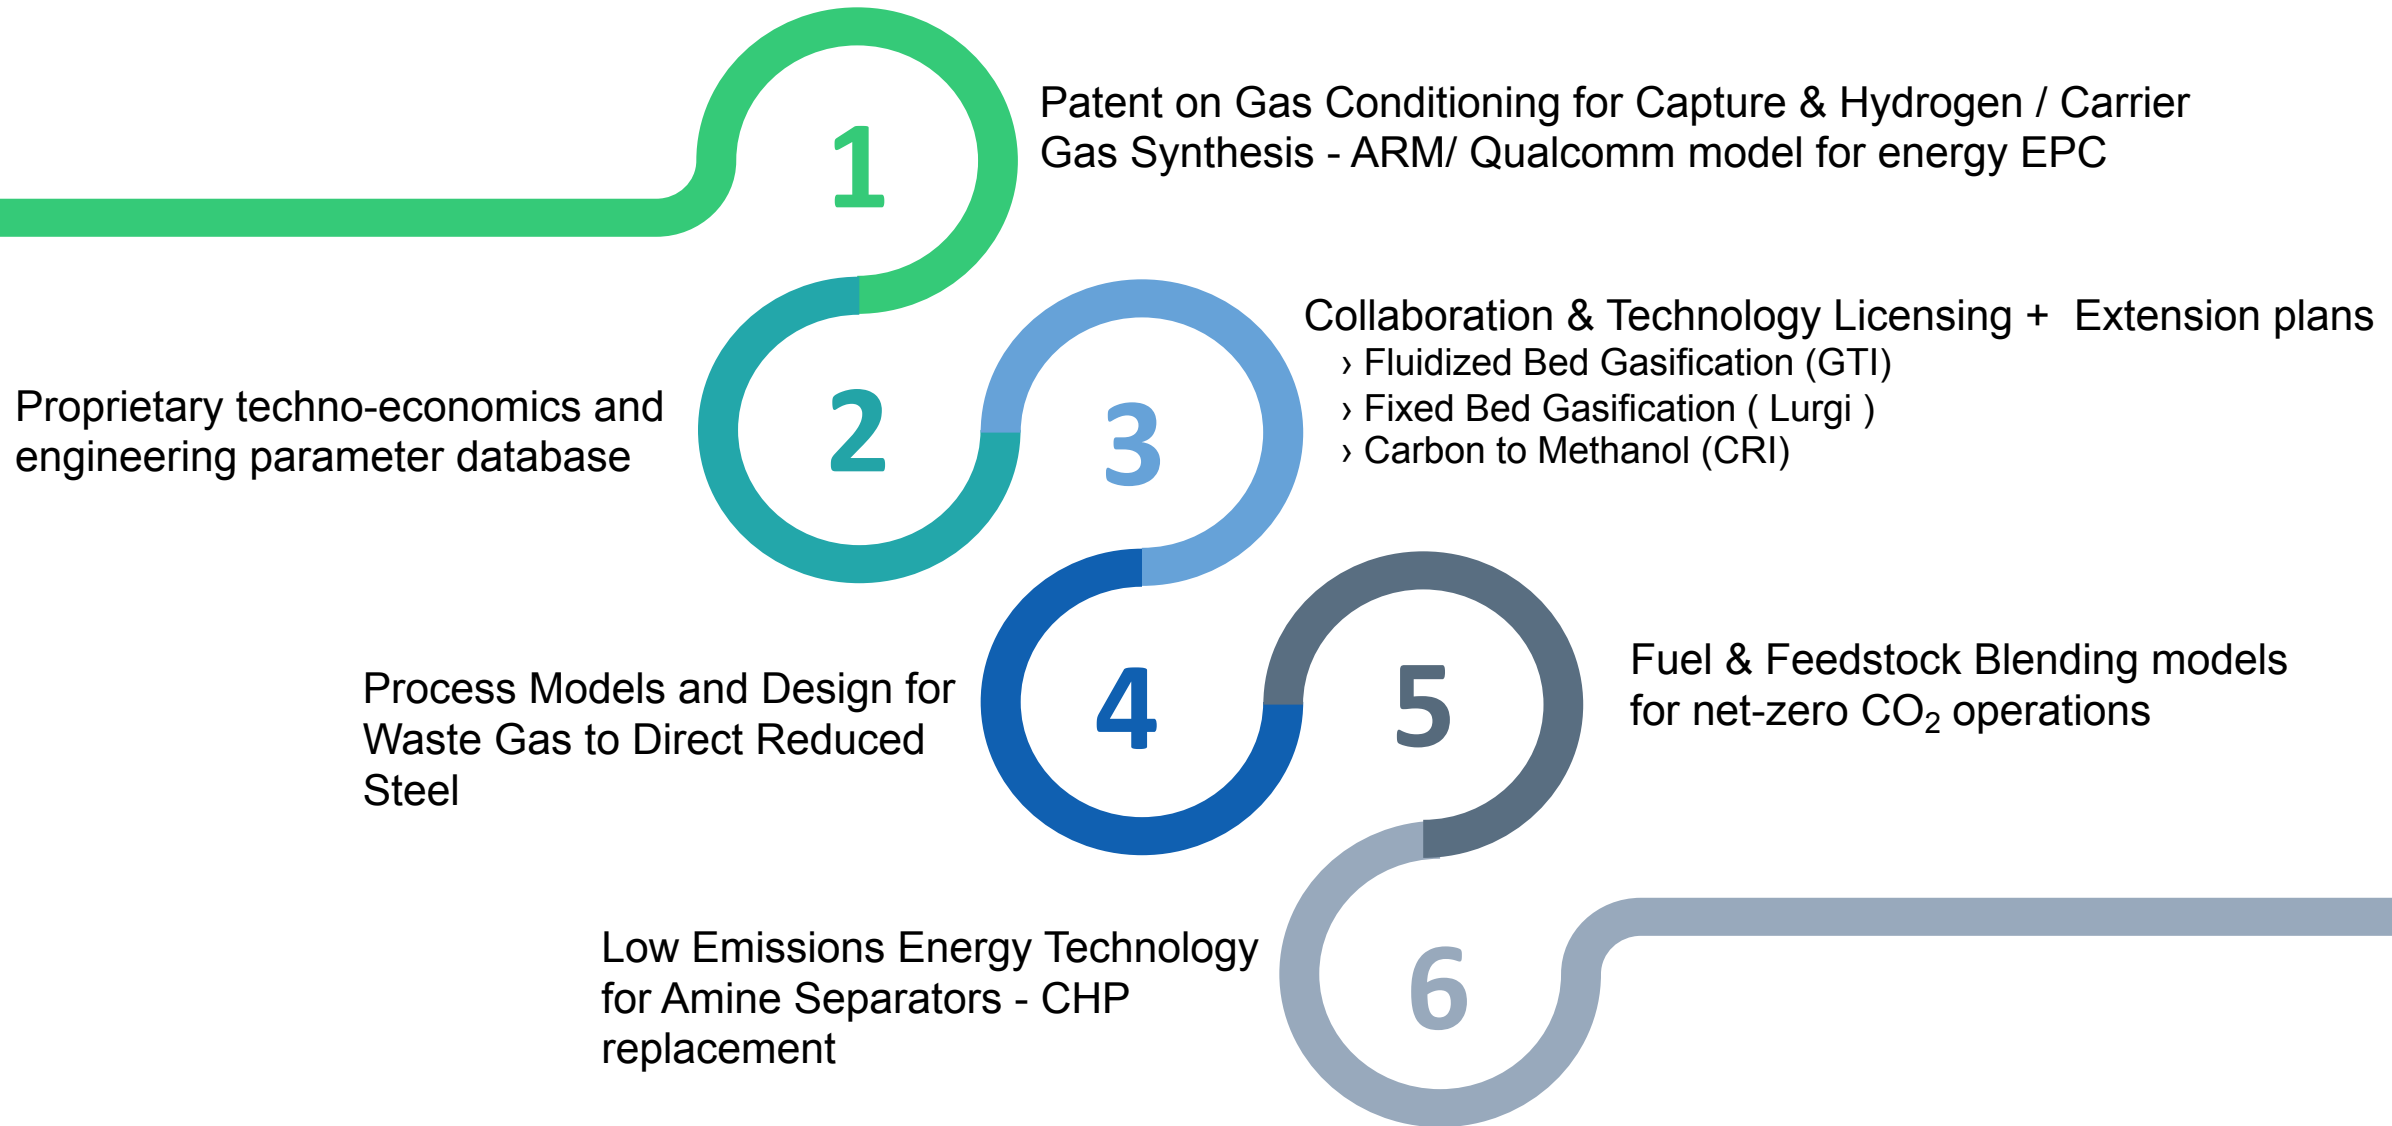 1
Patent on Gas Conditioning for Capture & Hydrogen / Carrier
Gas Synthesis - ARM/ Qualcomm model for energy EPC
2
Proprietary techno-economics and
engineering parameter database
3
Collaboration & Technology Licensing +  Extension plans
› Fluidized Bed Gasification (GTI)
› Fixed Bed Gasification ( Lurgi )
› Carbon to Methanol (CRI)
4
Process Models and Design for
Waste Gas to Direct Reduced
Steel
5
Fuel & Feedstock Blending models
for net-zero CO₂ operations
6
Low Emissions Energy Technology
for Amine Separators - CHP
replacement